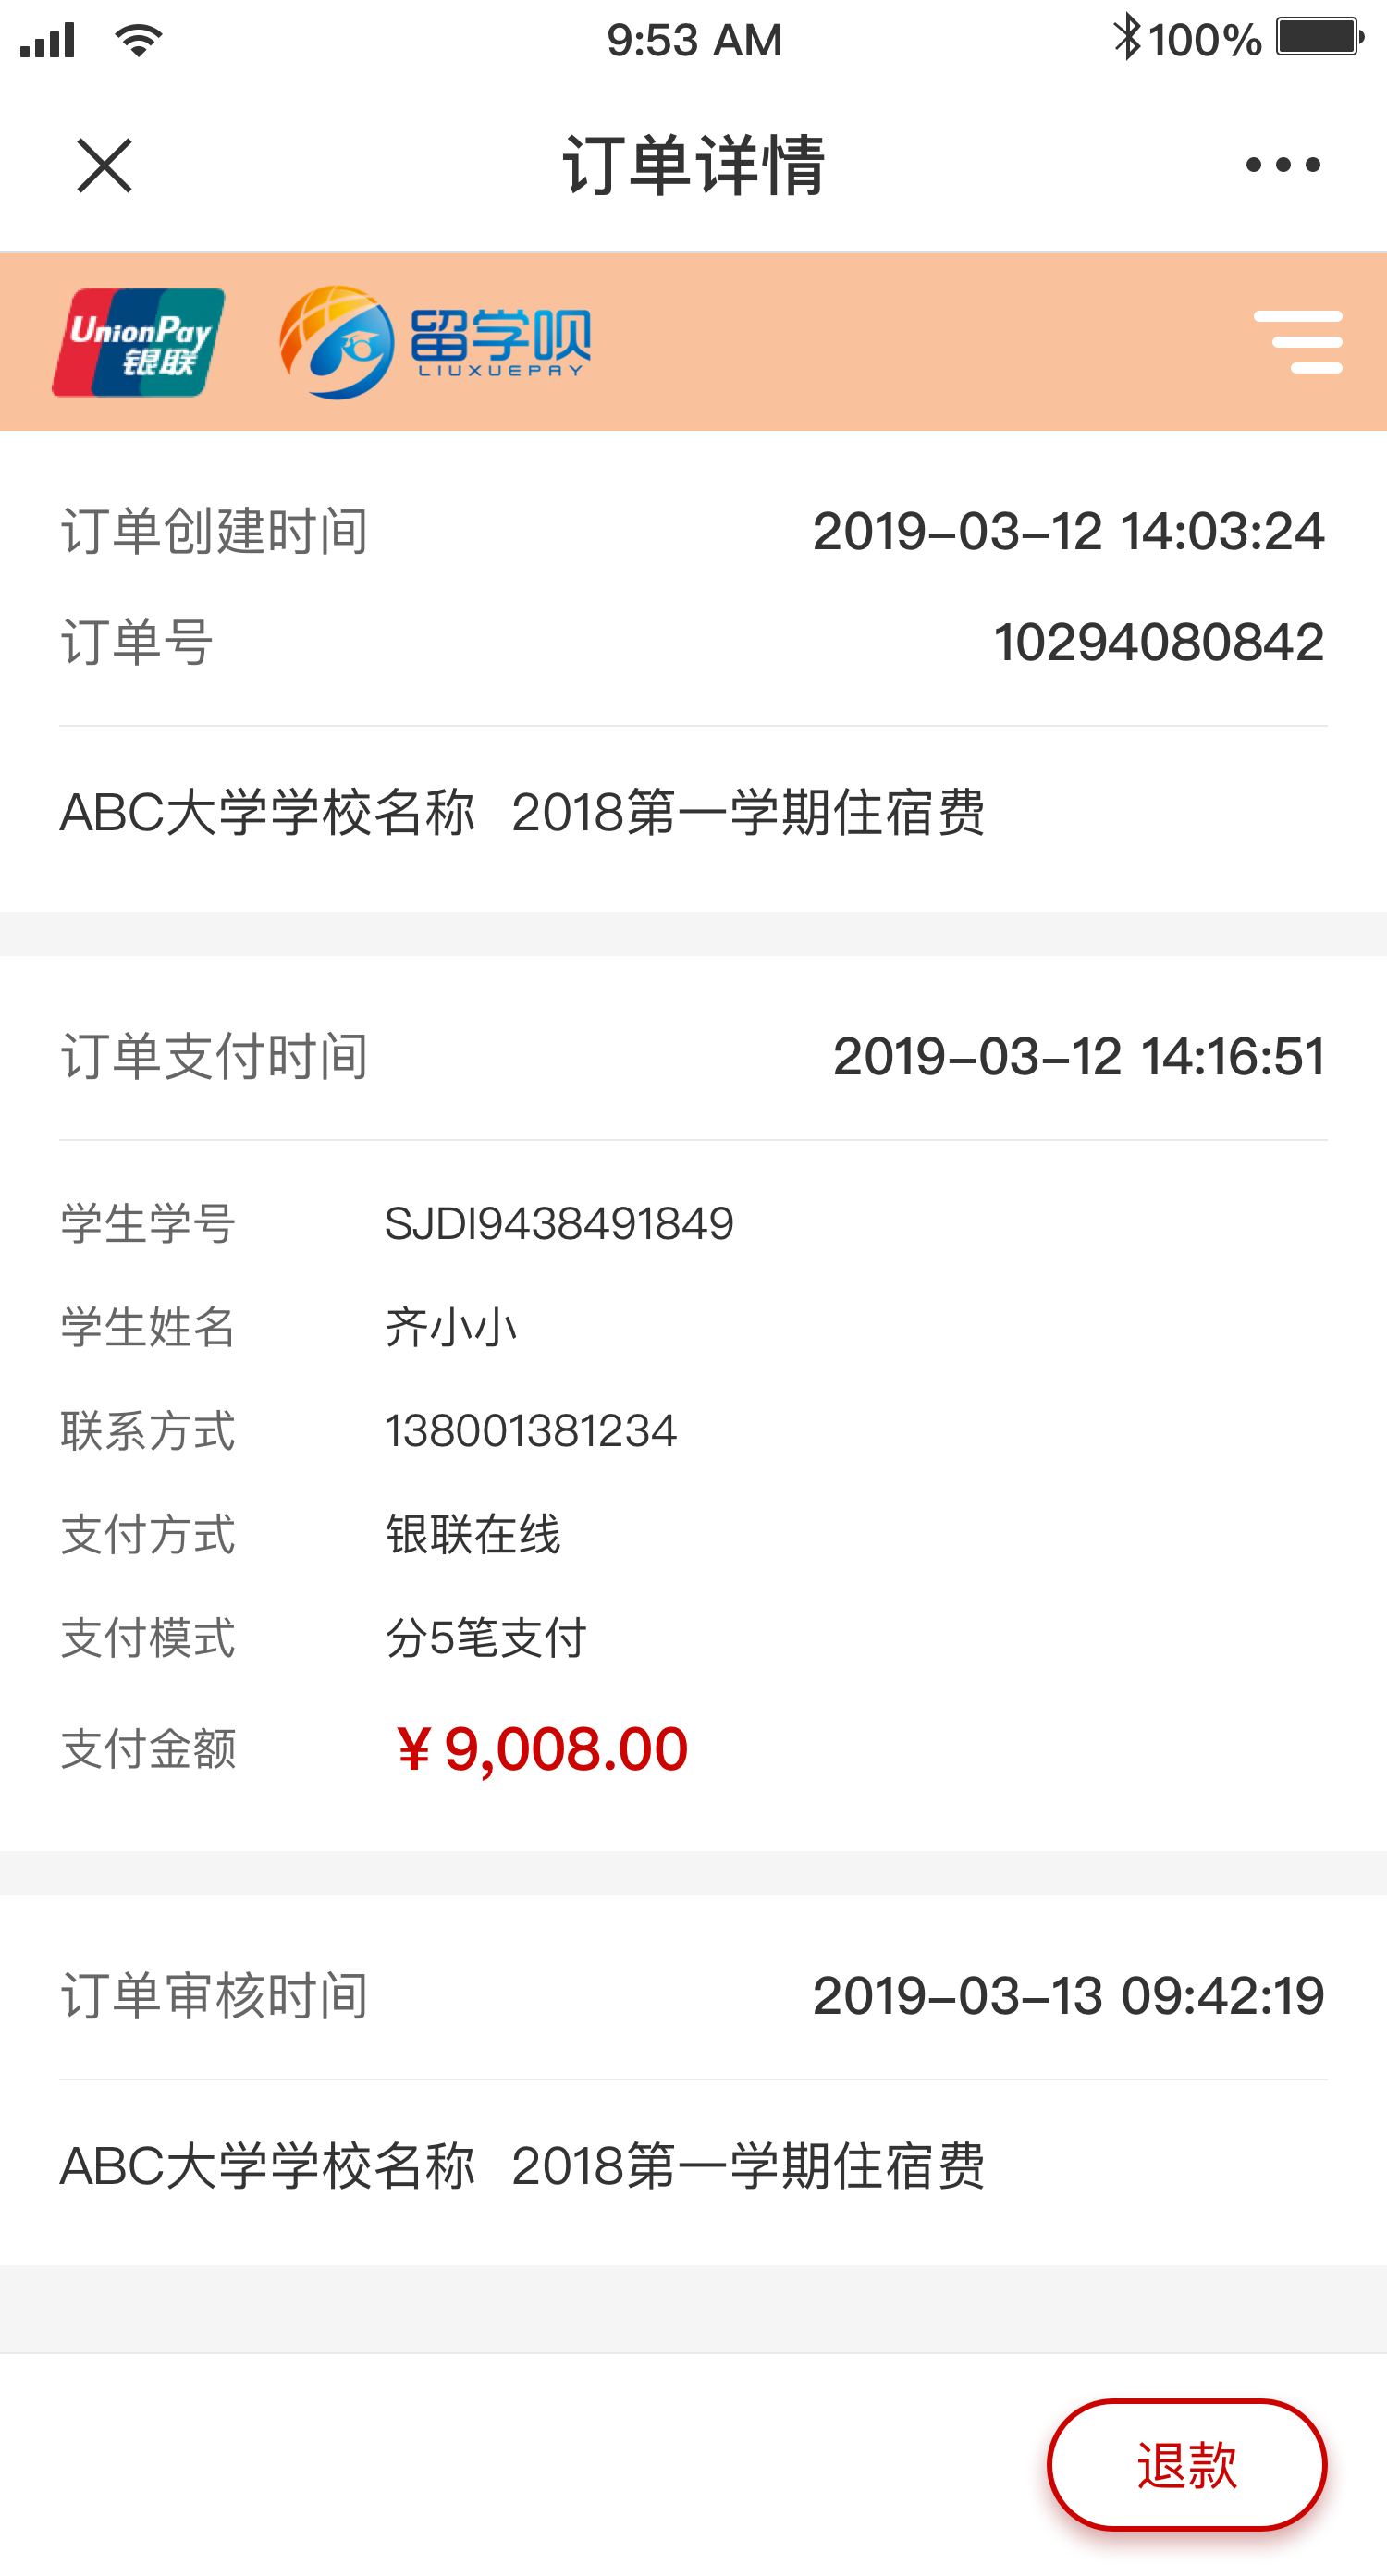 9:53 AM
100%
订单详情
UnionPay
银联
留学呗
LIUXUEPAY
订单创建时间 2019-03-12 14:03:24
订单号 10294080842
ABC大学学校名称 2018第一学期住宿费
订单支付时间 2019-03-12 14:16:51
学生学号 SJDI9438491849
学生姓名 齐小小
联系方式 138001381234
支付方式 银联在线
支付模式 分5笔支付
支付金额 ¥ 9,008.00
订单审核时间 2019-03-13 09:42:19
ABC大学学校名称 2018第一学期住宿费
退款